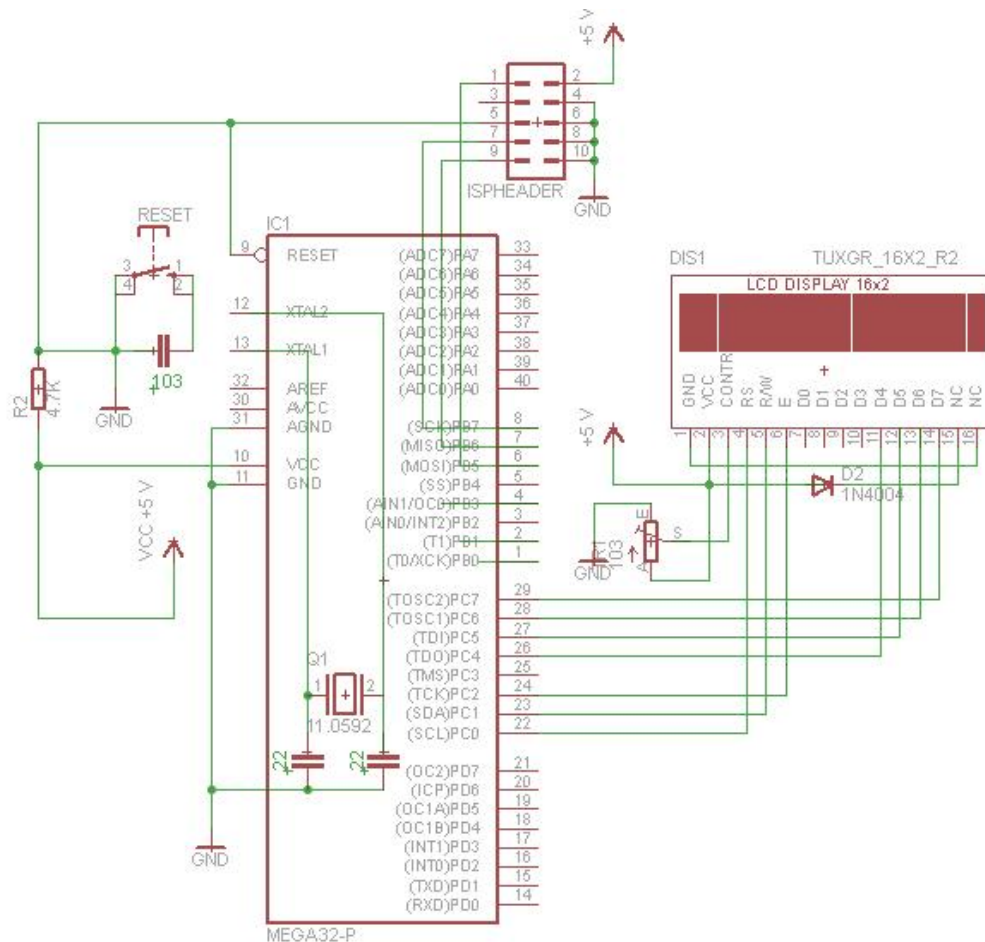 +5 V
1 2
3 4
5 6
7 8
9 10
ISPHEADER
GND
RESET
3 1
4 2
103
GND
R2
4.7K
VCC +5 V
IC1
MEGA32-P
9 RESET
12 XTAL2
13 XTAL1
32 AREF
30 AVCC
31 AGND
10 VCC
11 GND
(ADC7)PA7 33
(ADC6)PA6 34
(ADC5)PA5 35
(ADC4)PA4 36
(ADC3)PA3 37
(ADC2)PA2 38
(ADC1)PA1 39
(ADC0)PA0 40
(SCK)PB7 8
(MISO)PB6 7
(MOSI)PB5 6
(SS)PB4 5
(AIN1/OC0)PB3 4
(AIN0/INT2)PB2 3
(T1)PB1 2
(T0/XCK)PB0 1
(TOSC2)PC7 29
(TOSC1)PC6 28
(TDI)PC5 27
(TDO)PC4 26
(TMS)PC3 25
(TCK)PC2 24
(SDA)PC1 23
(SCL)PC0 22
(OC2)PD7 21
(ICP)PD6 20
(OC1A)PD5 19
(OC1B)PD4 18
(INT1)PD3 17
(INT0)PD2 16
(TXD)PD1 15
(RXD)PD0 14
Q1
1 2
11.0592
22 22
GND
DIS1 TUXGR_16X2_R2
LCD DISPLAY 16x2
GND VCC CONTR RS R/W E D0 D1 D2 D3 D4 D5 D6 D7 NC NC
1 2 3 4 5 6 7 8 9 10 11 12 13 14 15 16
+5 V
D2
1N4004
R1
103
E
S
A
GND